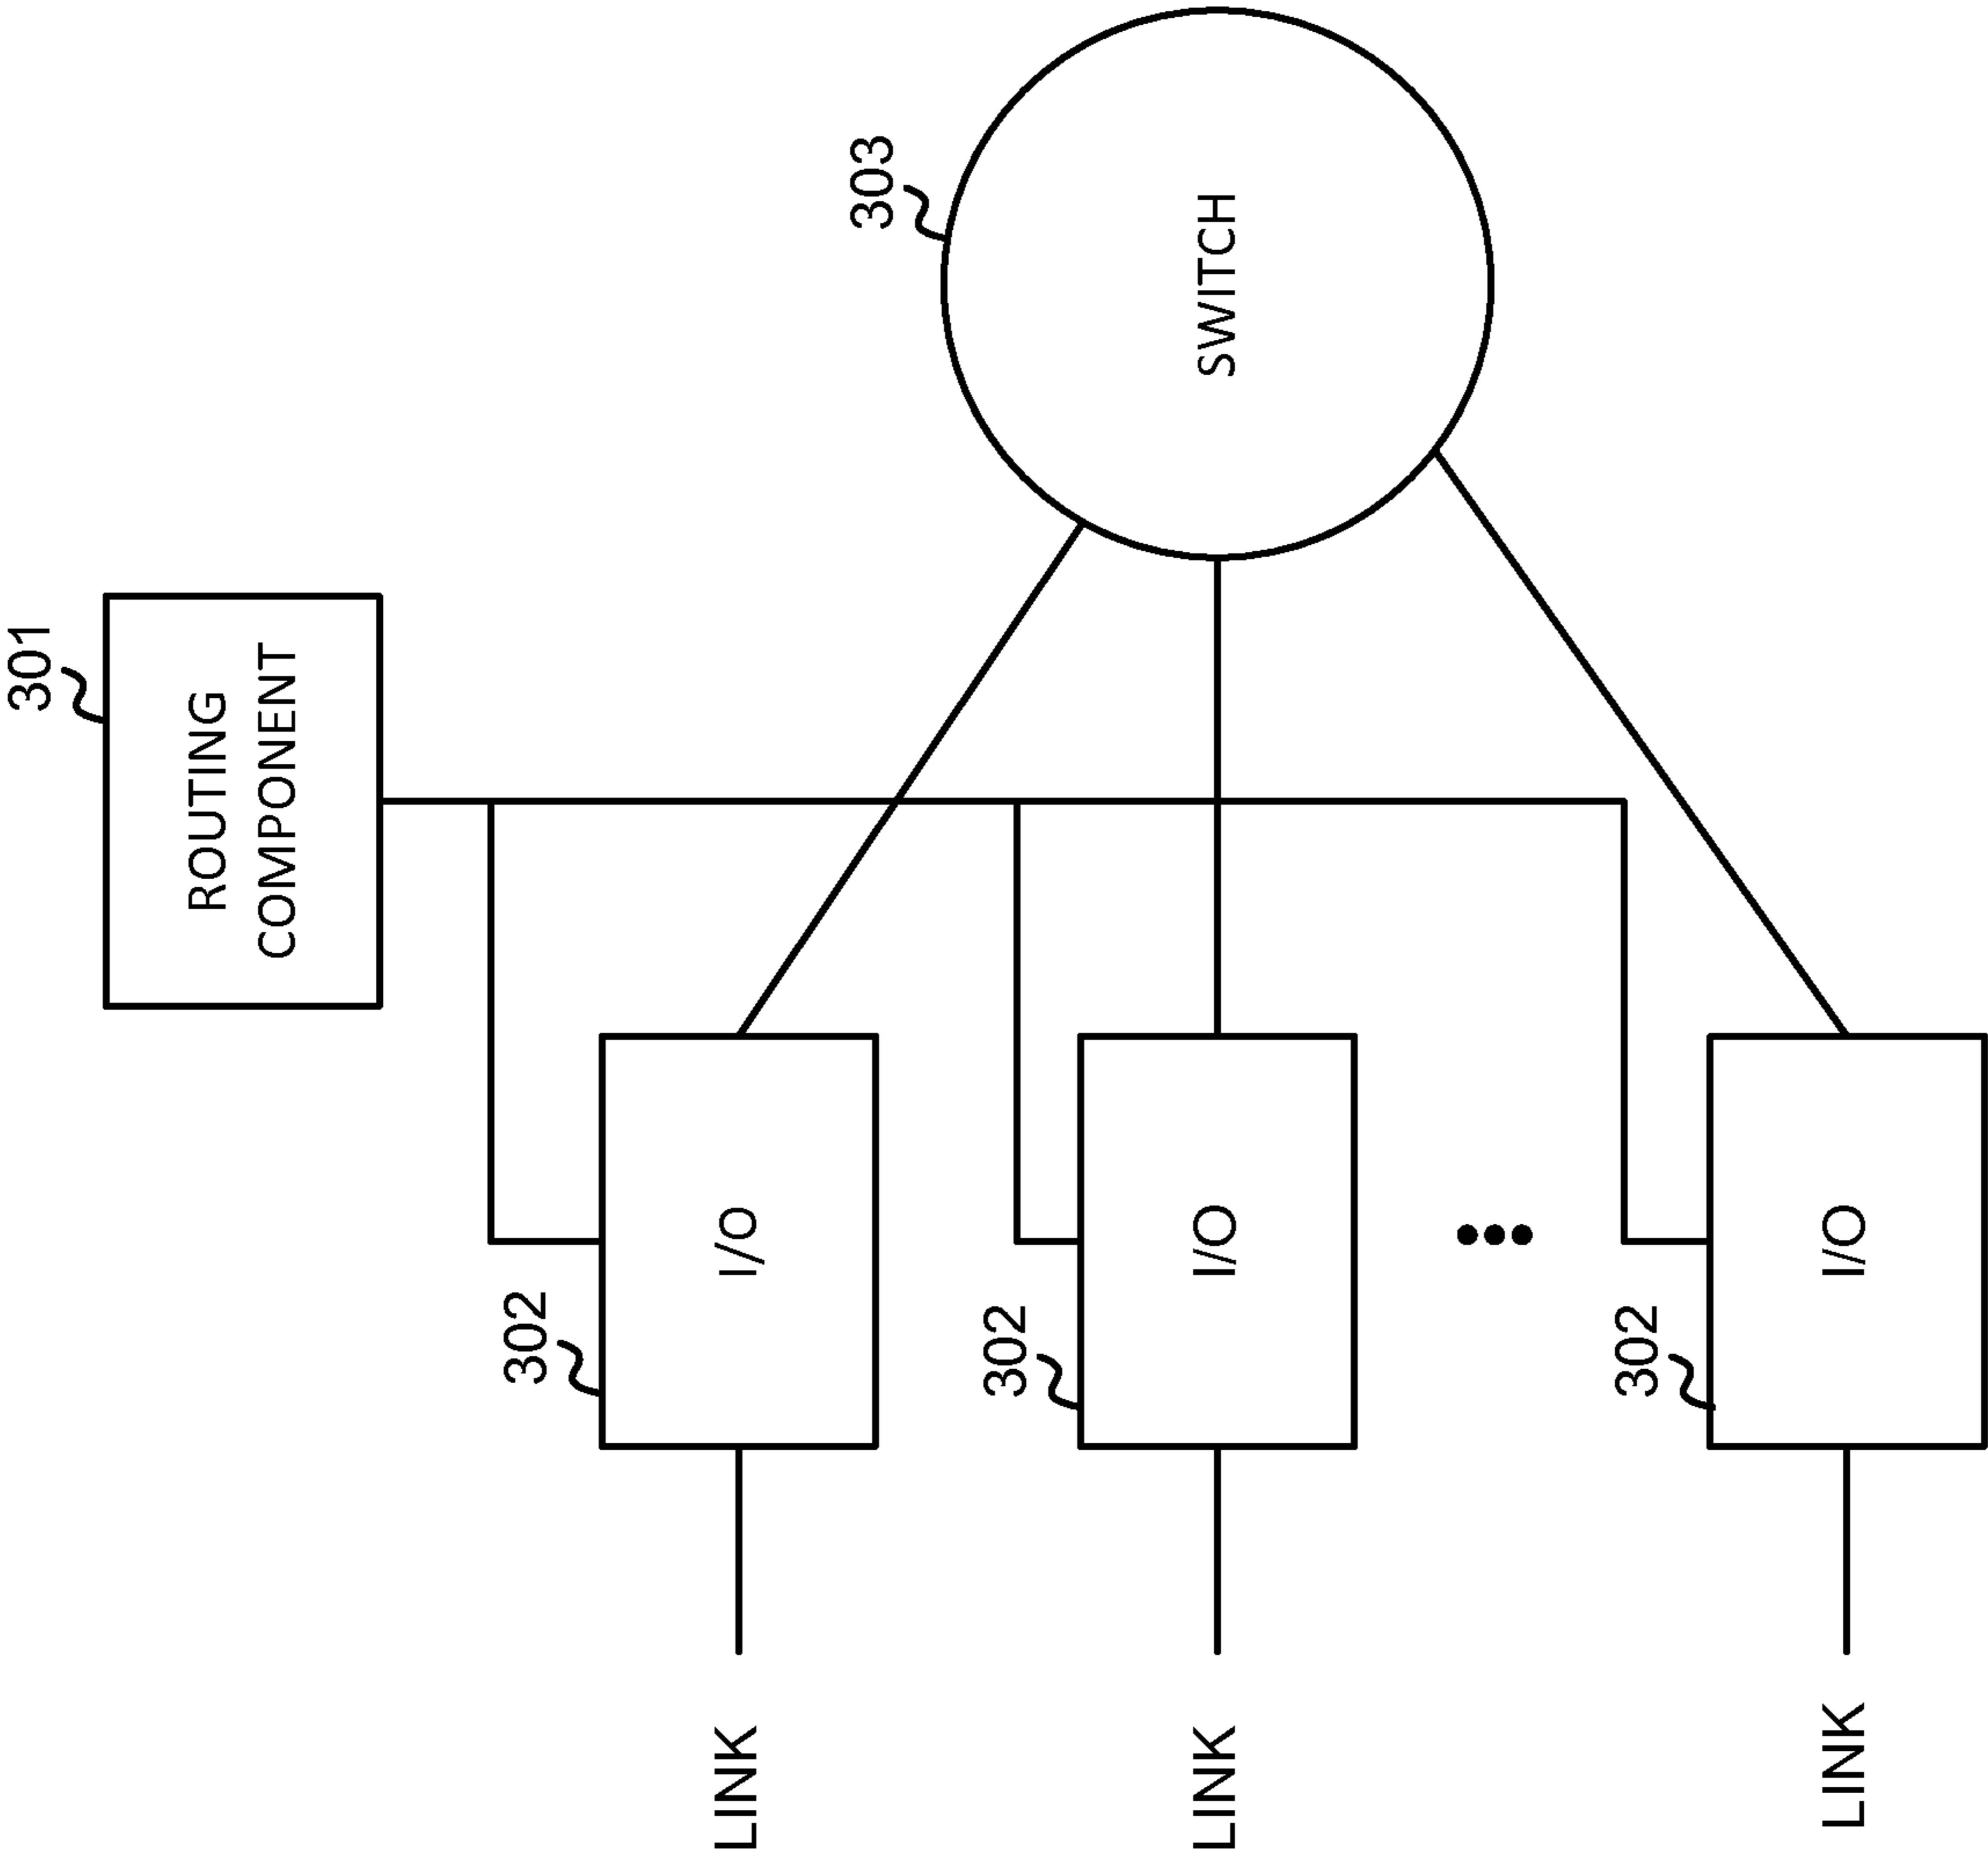 301
ROUTING
COMPONENT
302
I/O
LINK
303
SWITCH
302
I/O
LINK
302
I/O
LINK